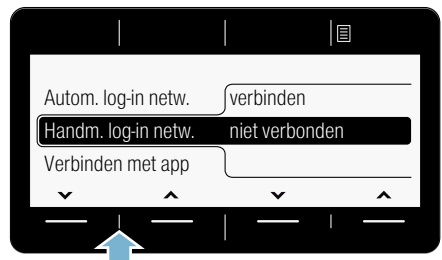 Autom. log-in netw. verbinden
Handm. log-in netw. niet verbonden
Verbinden met app